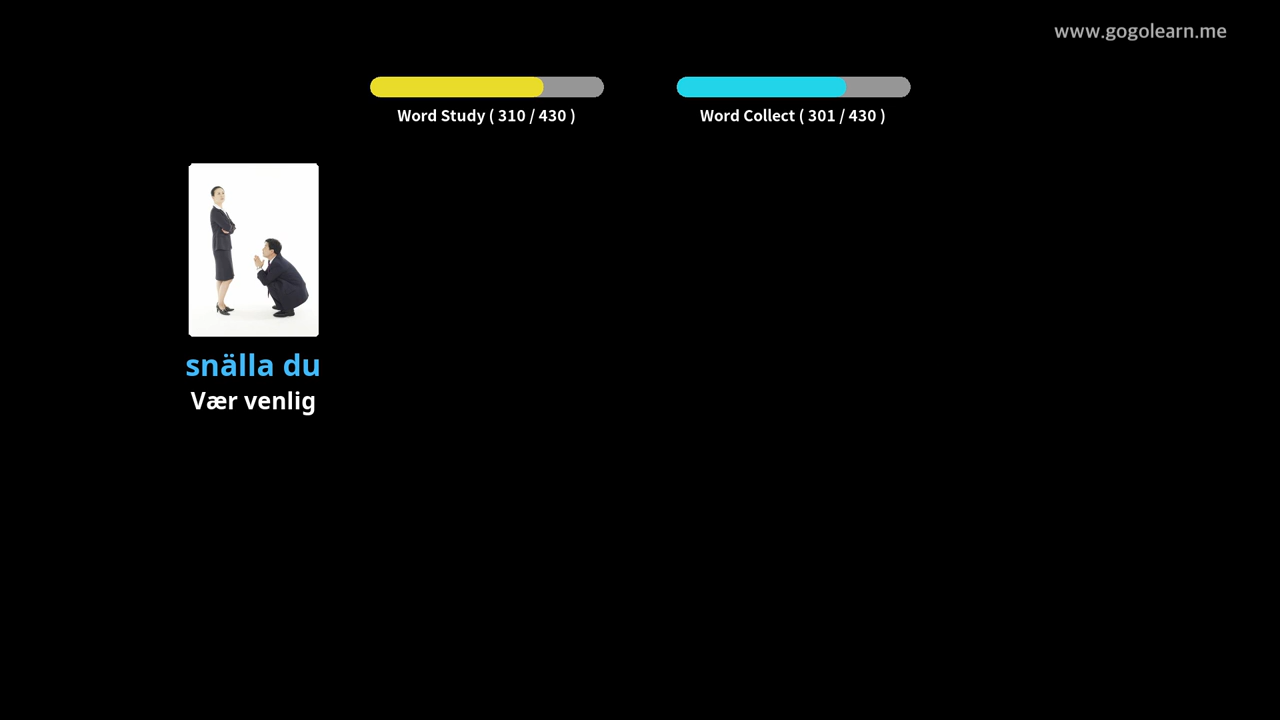 www.gogolearn.me
Word Study ( 310 / 430 )
Word Collect ( 301 / 430 )
snälla du
Vær venlig